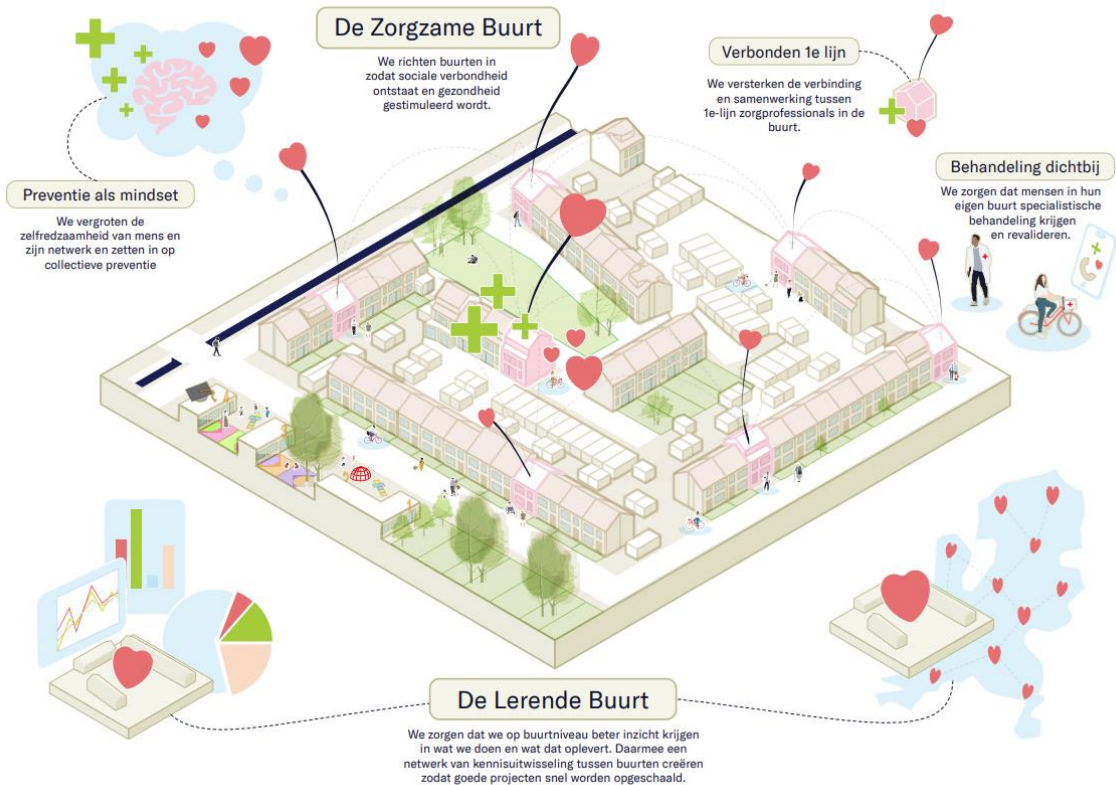 De Zorgzame Buurt
We richten buurten in
zodat sociale verbondheid
ontstaat en gezondheid
gestimuleerd wordt.
Verbonden 1e lijn
We versterken de verbinding
en samenwerking tussen
1e-lijn zorgprofessionals in de
buurt.
Behandeling dichtbij
We zorgen dat mensen in hun
eigen buurt specialistische
behandeling krijgen
en revalideren.
Preventie als mindset
We vergroten de
zelfredzaamheid van mens en
zijn netwerk en zetten in op
collectieve preventie
De Lerende Buurt
We zorgen dat we op buurtniveau beter inzicht krijgen
in wat we doen en wat dat oplevert. Daarmee een
netwerk van kennisuitwisseling tussen buurten creëren
zodat goede projecten snel worden opgeschaald.